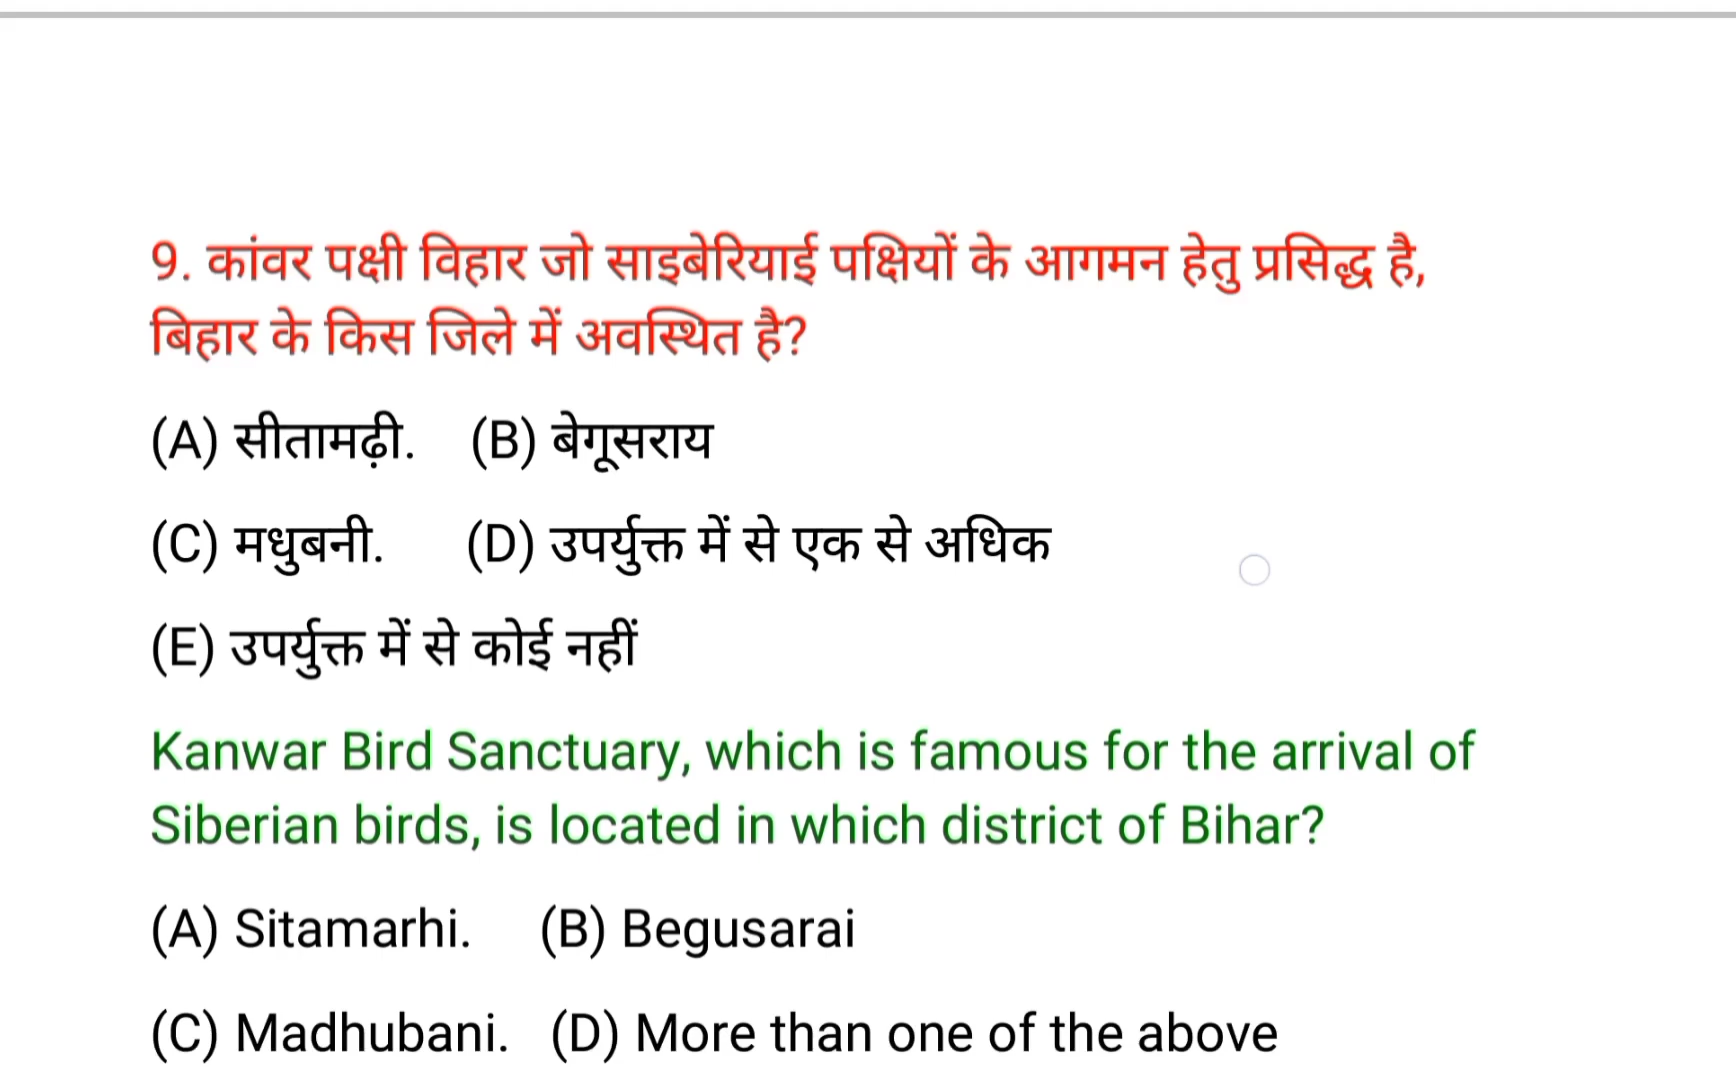 9. कांवर पक्षी विहार जो साइबेरियाई पक्षियों के आगमन हेतु प्रसिद्ध है,
बिहार के किस जिले में अवस्थित है?
(A) सीतामढ़ी. (B) बेगूसराय
(C) मधुबनी. (D) उपर्युक्त में से एक से अधिक
(E) उपर्युक्त में से कोई नहीं
Kanwar Bird Sanctuary, which is famous for the arrival of
Siberian birds, is located in which district of Bihar?
(A) Sitamarhi. (B) Begusarai
(C) Madhubani. (D) More than one of the above